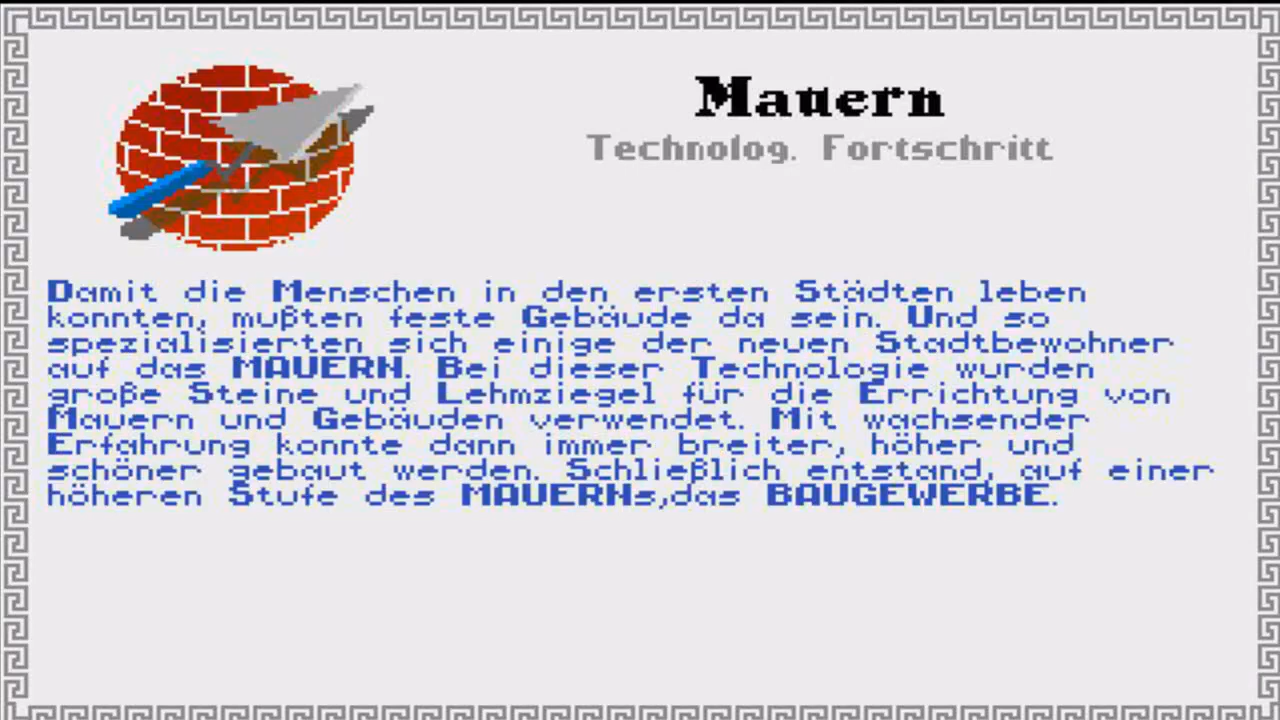 Mauern
Technolog. Fortschritt
Damit die Menschen in den ersten Städten leben
konnten, mußten feste Gebäude da sein. Und so
spezialisierten sich einige der neuen Stadtbewohner
auf das MAUERN. Bei dieser Technologie wurden
große Steine und Lehmziegel für die Errichtung von
Mauern und Gebäuden verwendet. Mit wachsender
Erfahrung konnte dann immer breiter, höher und
schöner gebaut werden. Schließlich entstand, auf einer
höheren Stufe des MAUERNs,das BAUGEWERBE.